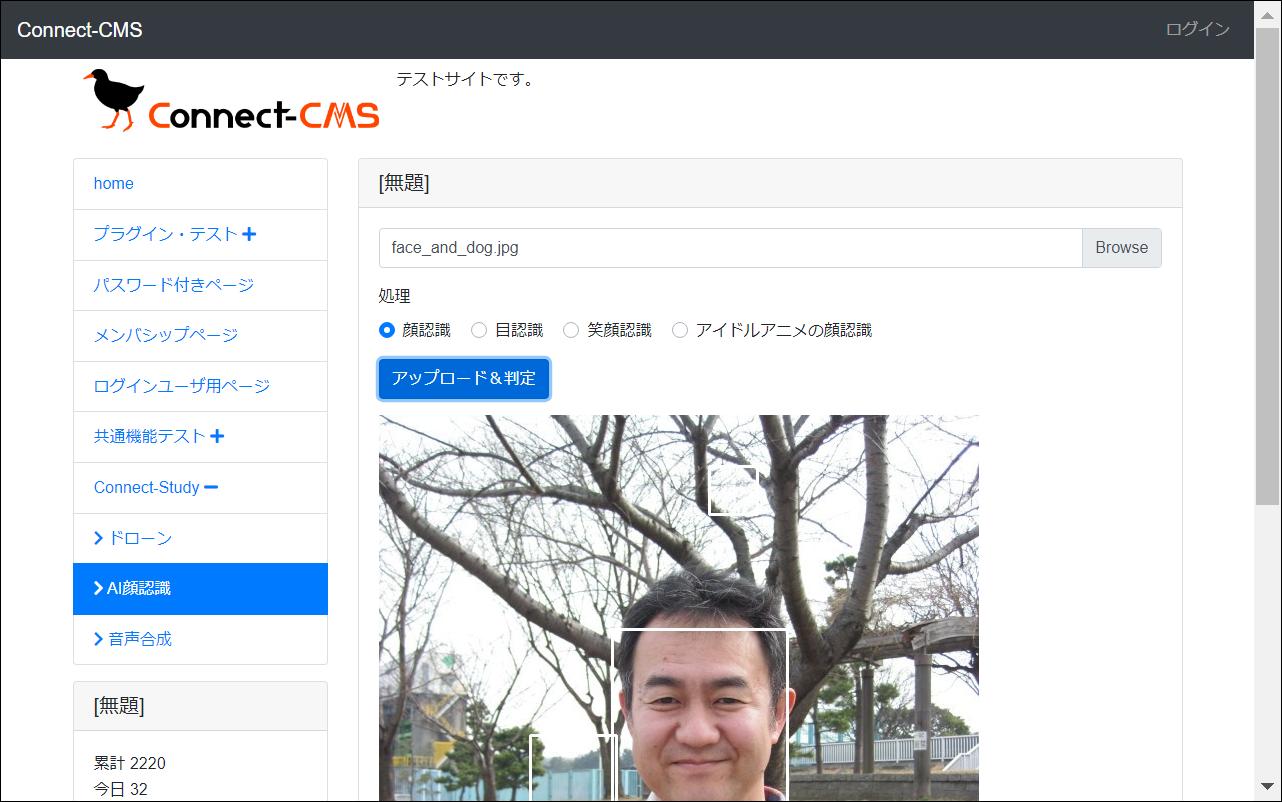 Connect-CMS
ログイン
Connect-CMS
テストサイトです。
home
プラグイン・テスト
パスワード付きページ
メンバシップページ
ログインユーザ用ページ
共通機能テスト
Connect-Study
ドローン
AI顔認識
音声合成
[無題]
累計 2220
今日 32
[無題]
face_and_dog.jpg
Browse
処理
顔認識 目認識 笑顔認識 アイドルアニメの顔認識
アップロード＆判定